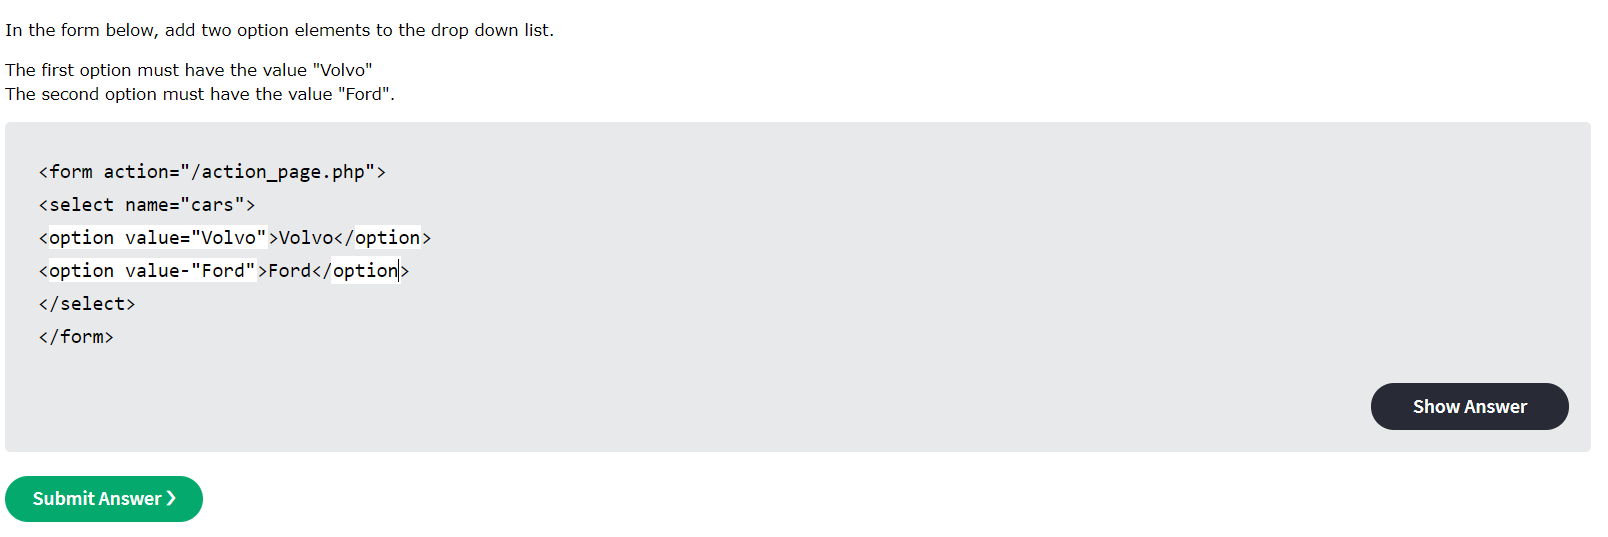 In the form below, add two option elements to the drop down list.
The first option must have the value "Volvo"
The second option must have the value "Ford".
<form action="/action_page.php">
<select name="cars">
<option value="Volvo">Volvo</option>
<option value-"Ford">Ford</option>
</select>
</form>
Show Answer
Submit Answer ❯